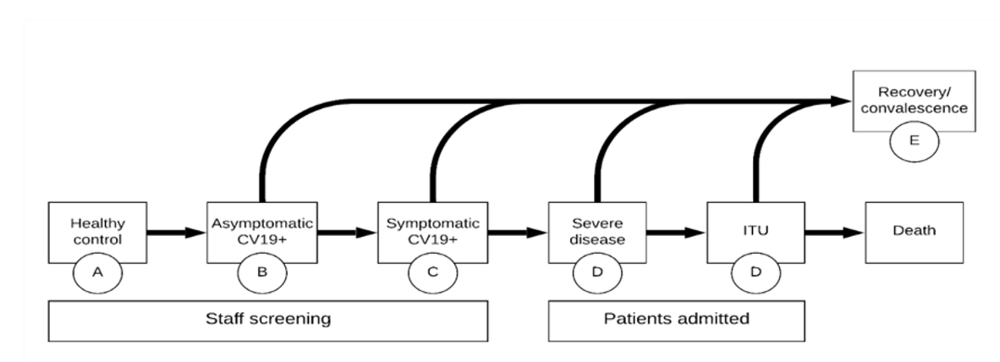 Recovery/
convalescence
E
Healthy
control
A
Asymptomatic
CV19+
B
Symptomatic
CV19+
C
Severe
disease
D
ITU
D
Death
Staff screening
Patients admitted